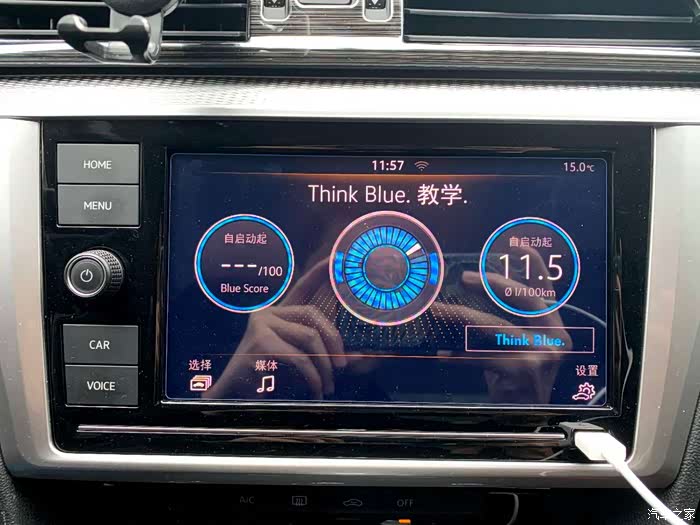 11:57
15.0℃
Think Blue. 教学.
HOME
MENU
CAR
VOICE
自启动起
---/100
Blue Score
自启动起
11.5
Ø l/100km
Think Blue.
选择
媒体
设置
A/C
OFF
汽车之家